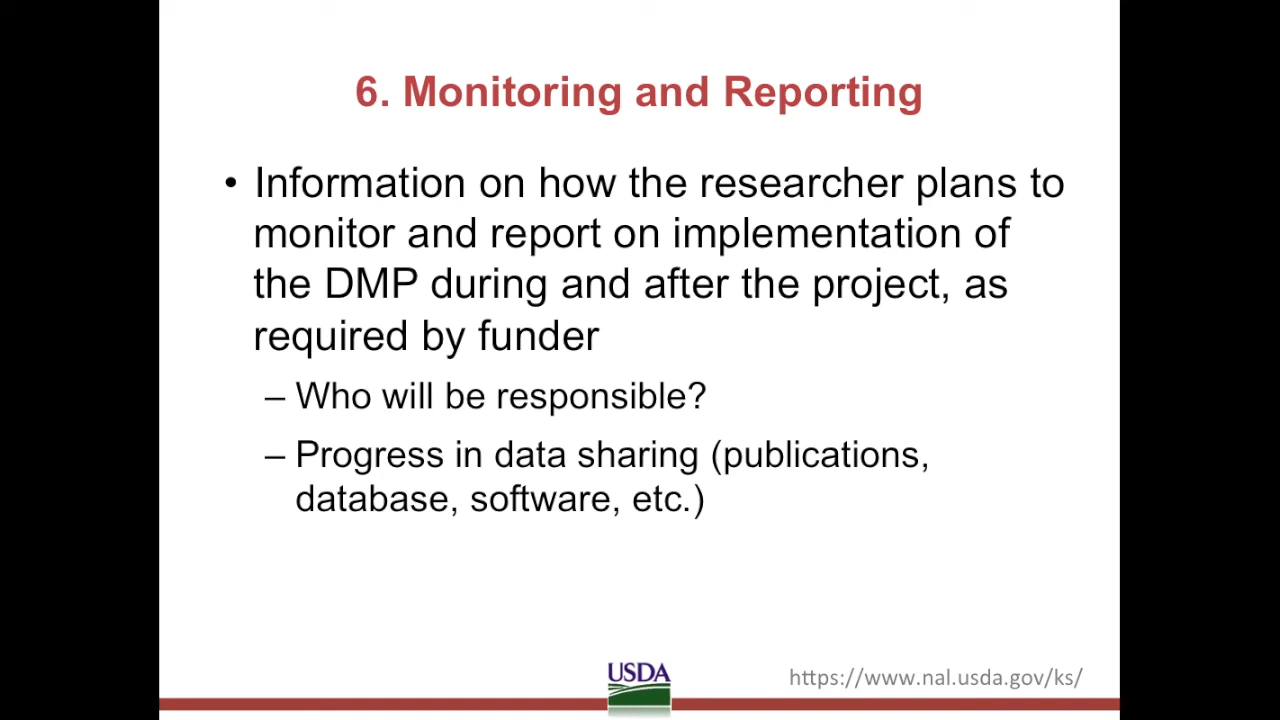 6. Monitoring and Reporting
• Information on how the researcher plans to
monitor and report on implementation of
the DMP during and after the project, as
required by funder
– Who will be responsible?
– Progress in data sharing (publications,
database, software, etc.)
USDA
https://www.nal.usda.gov/ks/